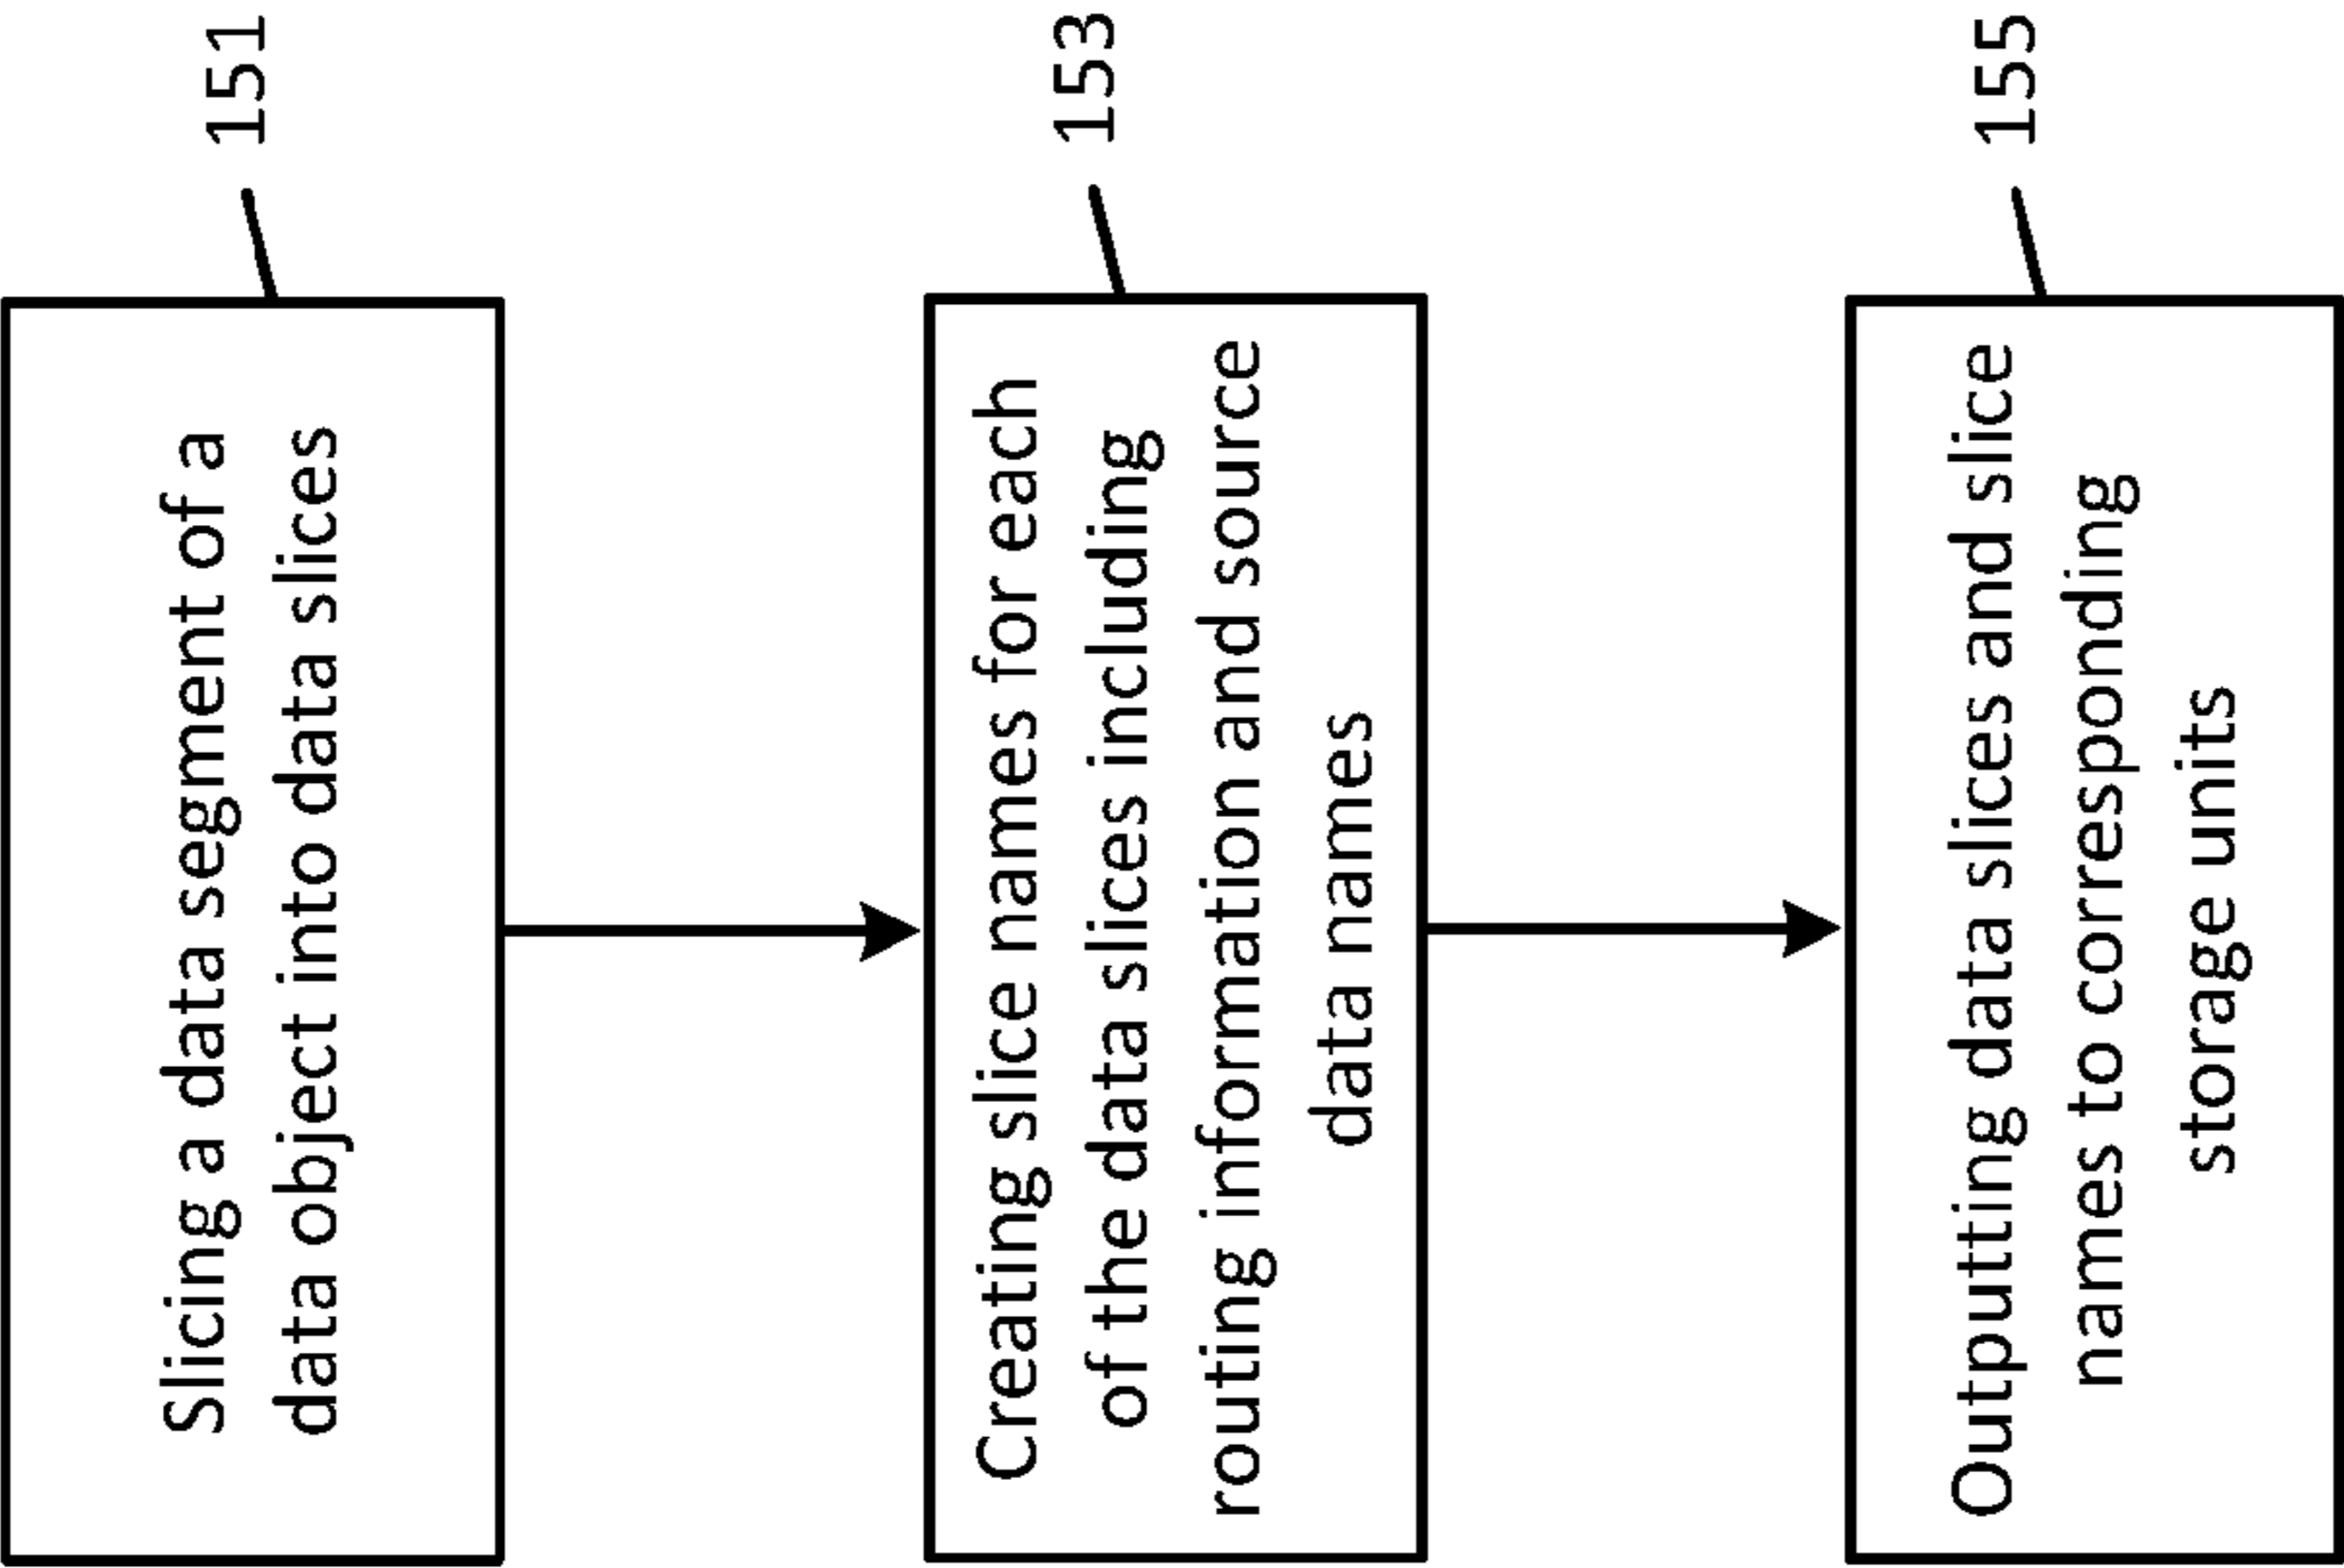 Slicing a data segment of a
data object into data slices
151
Creating slice names for each
of the data slices including
routing information and source
data names
153
Outputting data slices and slice
names to corresponding
storage units
155